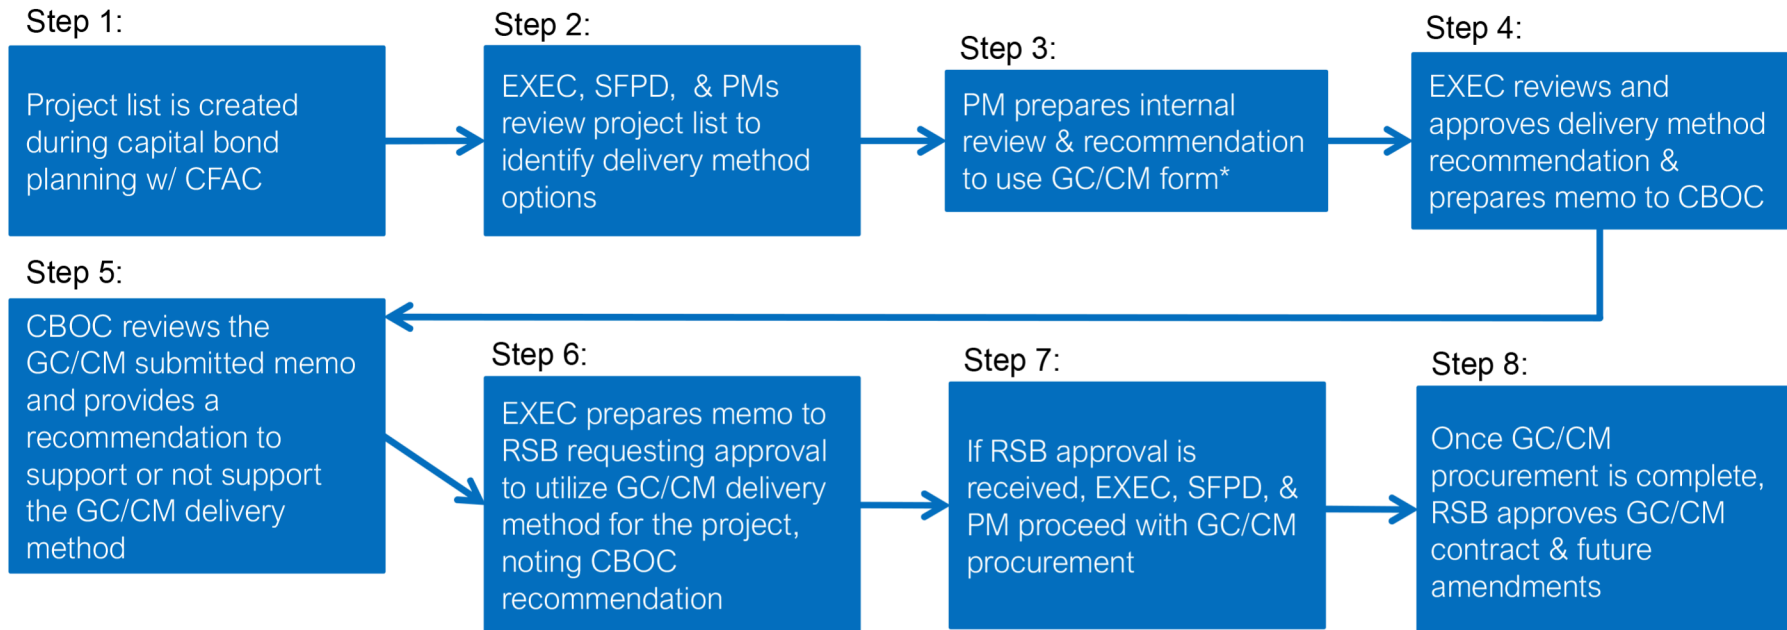 Step 1:
Project list is created
during capital bond
planning w/ CFAC
Step 2:
EXEC, SFPD,  & PMs
review project list to
identify delivery method
options
Step 3:
PM prepares internal
review & recommendation
to use GC/CM form*
Step 4:
EXEC reviews and
approves delivery method
recommendation &
prepares memo to CBOC
Step 5:
CBOC reviews the
GC/CM submitted memo
and provides a
recommendation to
support or not support
the GC/CM delivery
method
Step 6:
EXEC prepares memo to
RSB requesting approval
to utilize GC/CM delivery
method for the project,
noting CBOC
recommendation
Step 7:
If RSB approval is
received, EXEC, SFPD, &
PM proceed with GC/CM
procurement
Step 8:
Once GC/CM
procurement is complete,
RSB approves GC/CM
contract & future
amendments